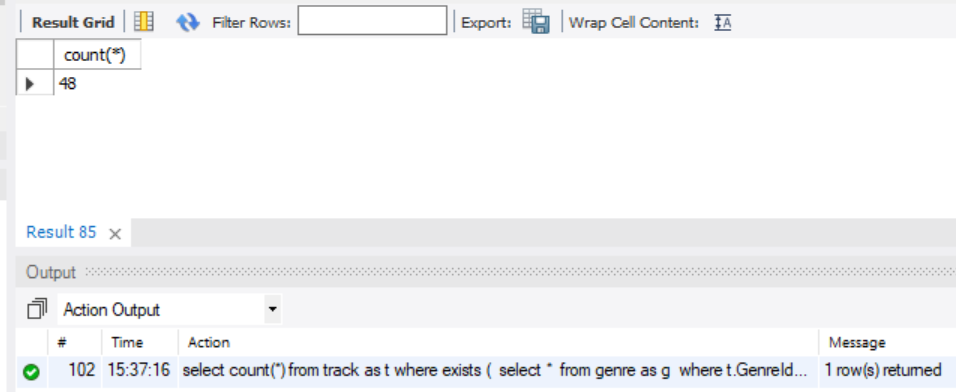 Result Grid Filter Rows: Export: Wrap Cell Content:
count(*)
48
Result 85
Output
Action Output
# Time Action Message
102 15:37:16 select count(*) from track as t where exists ( select * from genre as g where t.GenreId... 1 row(s) returned